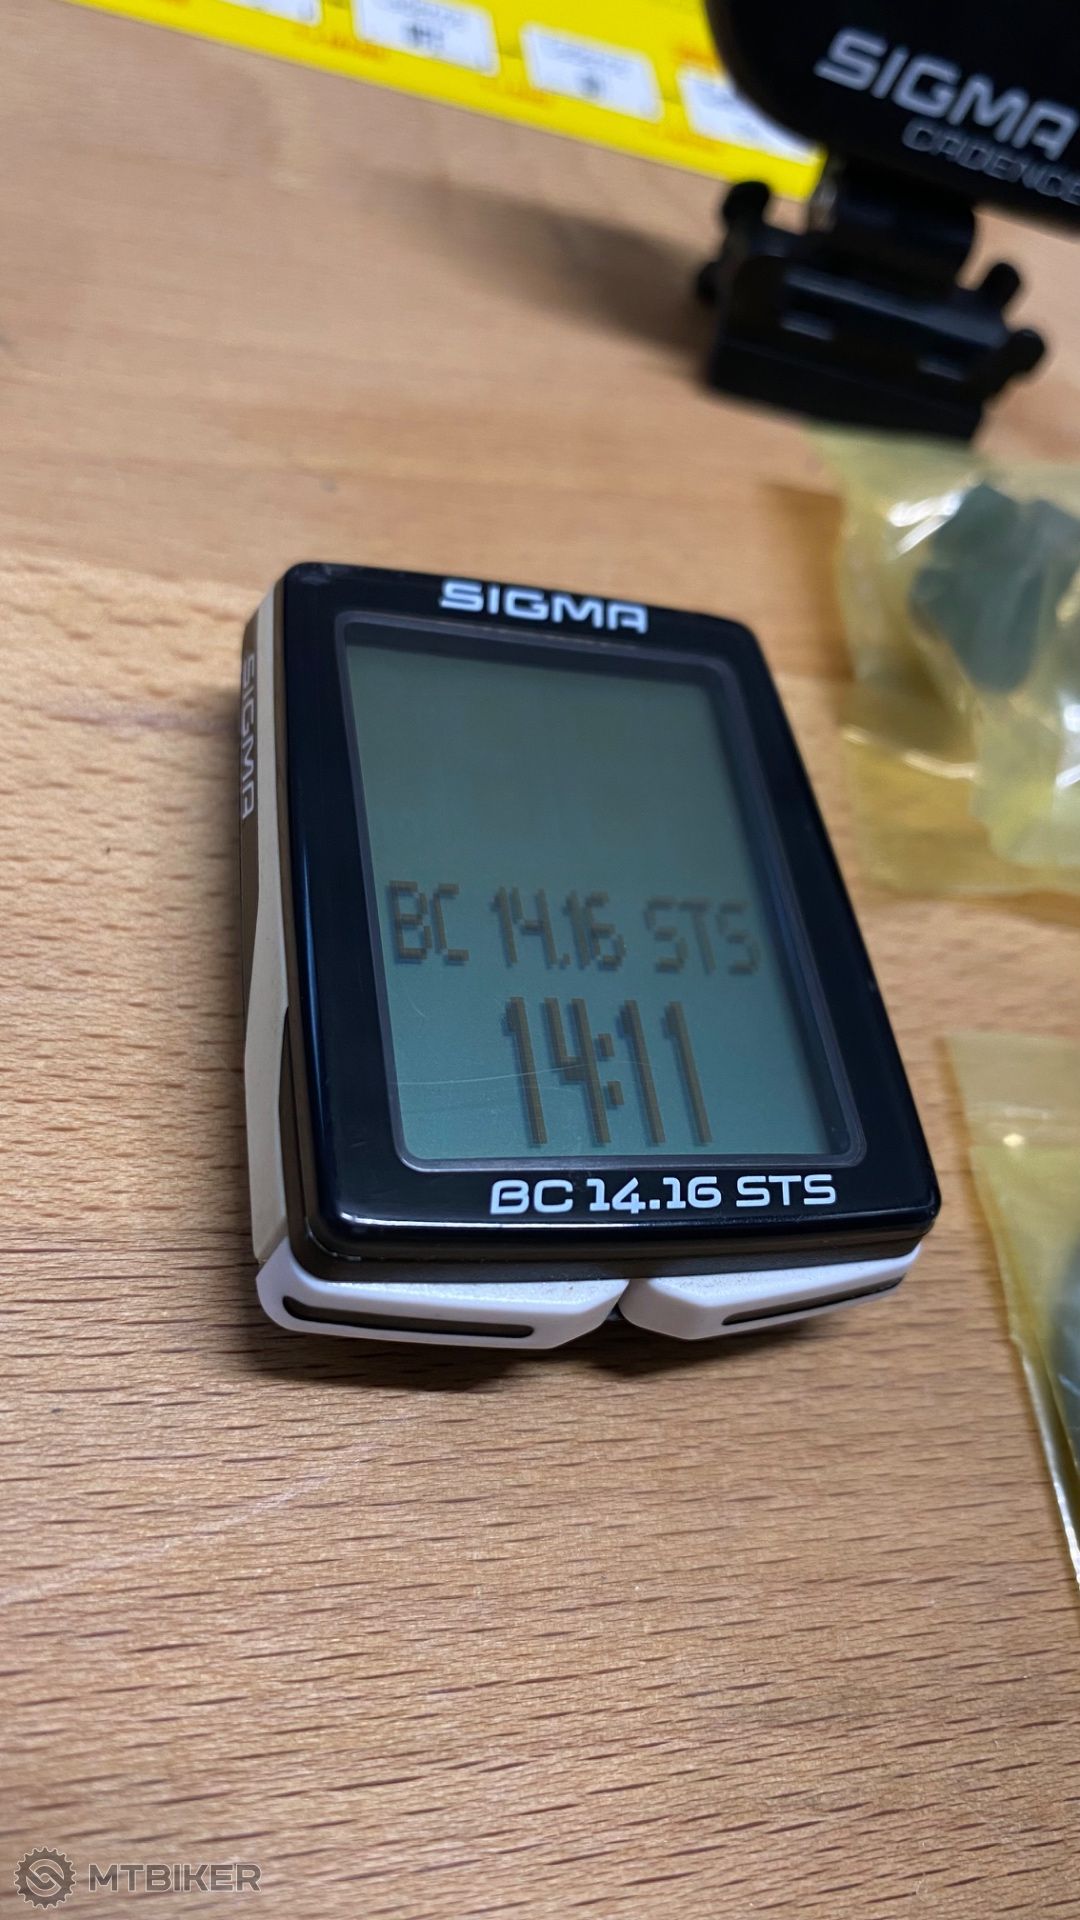 SIGMA
CADENCE
SIGMA
SIGMA
BC 14.16 STS
14:11
BC 14.16 STS
MTBIKER